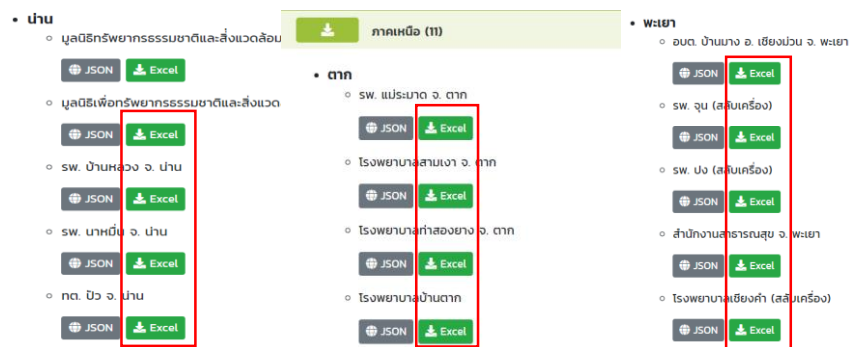 น่าน
มูลนิธิทรัพยากรธรรมชาติและสิ่งแวดล้อม
JSON Excel
มูลนิธิเพื่อทรัพยากรธรรมชาติและสิ่งแวด
JSON Excel
รพ. บ้านหลวง จ. น่าน
JSON Excel
รพ. นาหมื่น จ. น่าน
JSON Excel
ทต. ปัว จ. น่าน
JSON Excel
ภาคเหนือ (11)
ตาก
รพ. แม่ระมาด จ. ตาก
JSON Excel
โรงพยาบาลสามเงา จ. ตาก
JSON Excel
โรงพยาบาลท่าสองยาง จ. ตาก
JSON Excel
โรงพยาบาลบ้านตาก
JSON Excel
พะเยา
อบต. บ้านมาง อ. เชียงม่วน จ. พะเยา
JSON Excel
รพ. จุน (สลับเครื่อง)
JSON Excel
รพ. ปง (สลับเครื่อง)
JSON Excel
สำนักงานสาธารณสุข จ. พะเยา
JSON Excel
โรงพยาบาลเชียงคำ (สลับเครื่อง)
JSON Excel